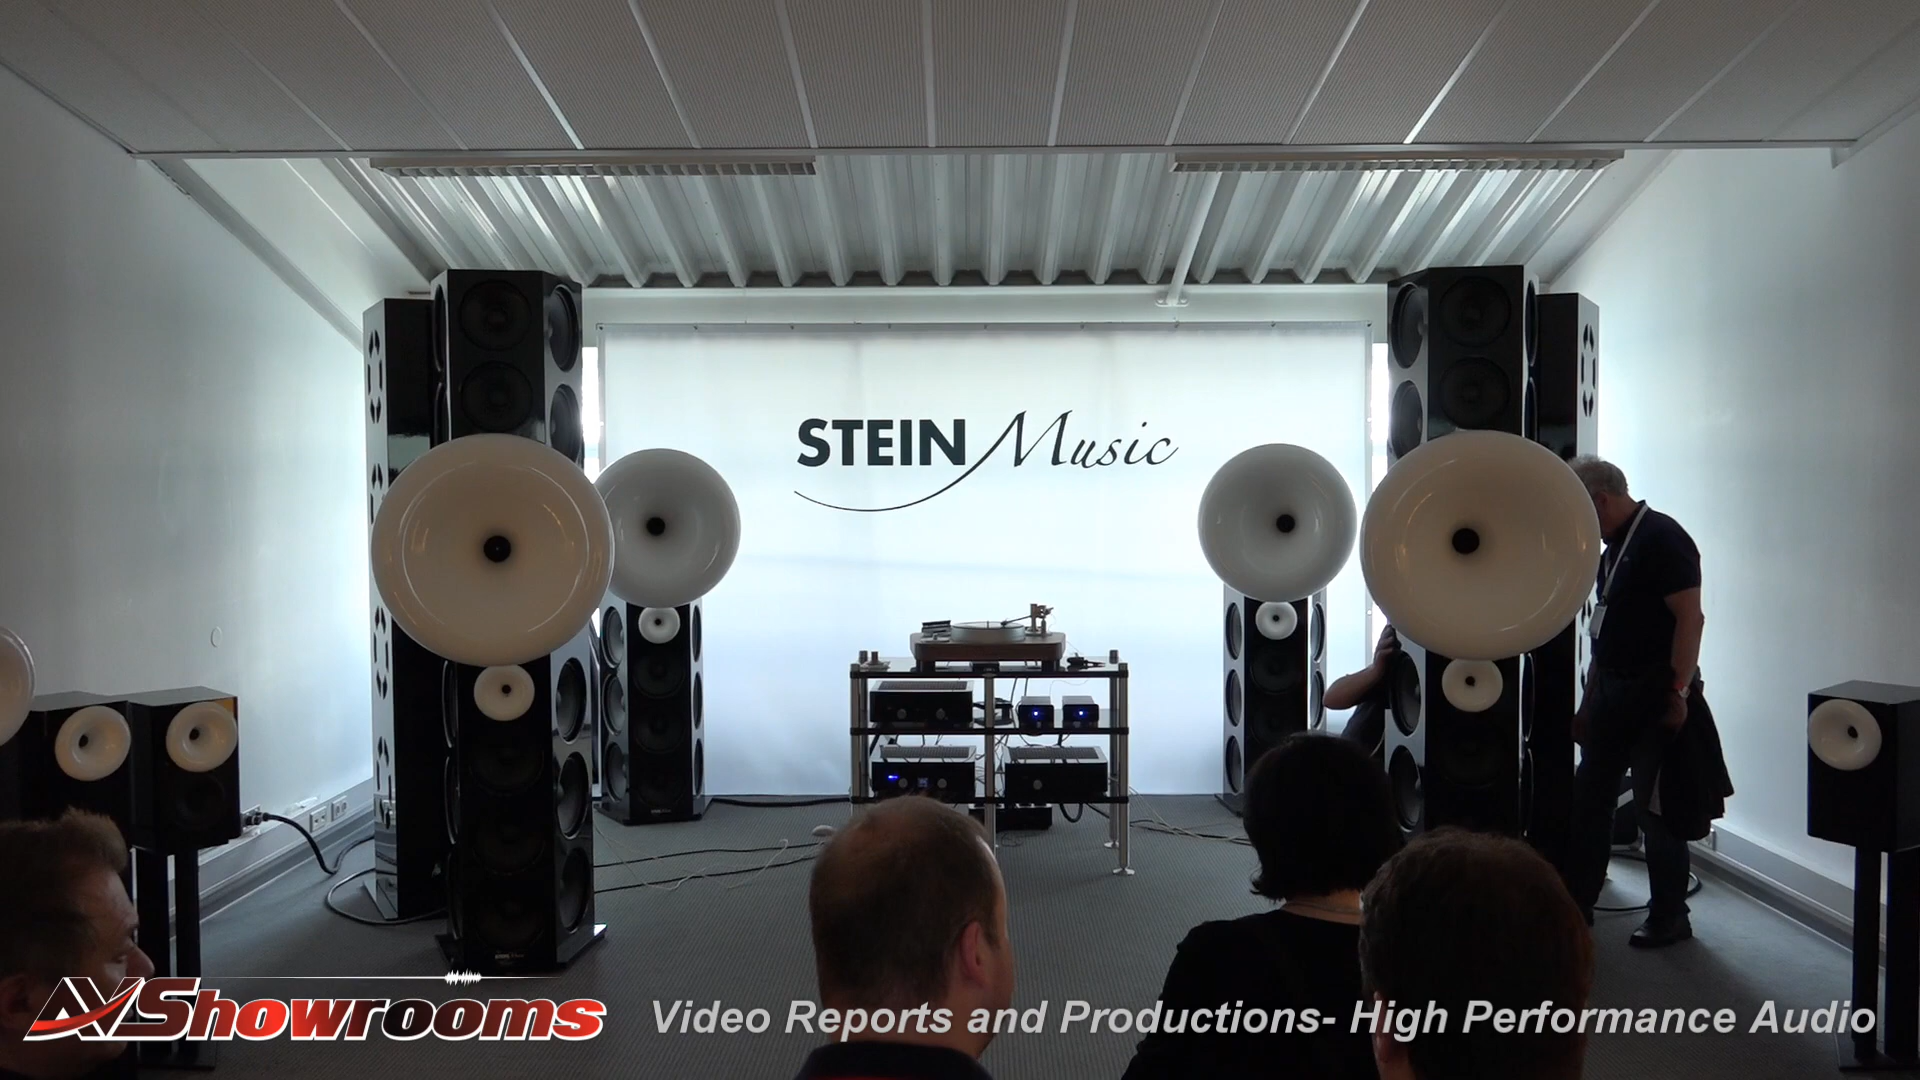 STEIN Music
AVShowrooms
Video Reports and Productions- High Performance Audio